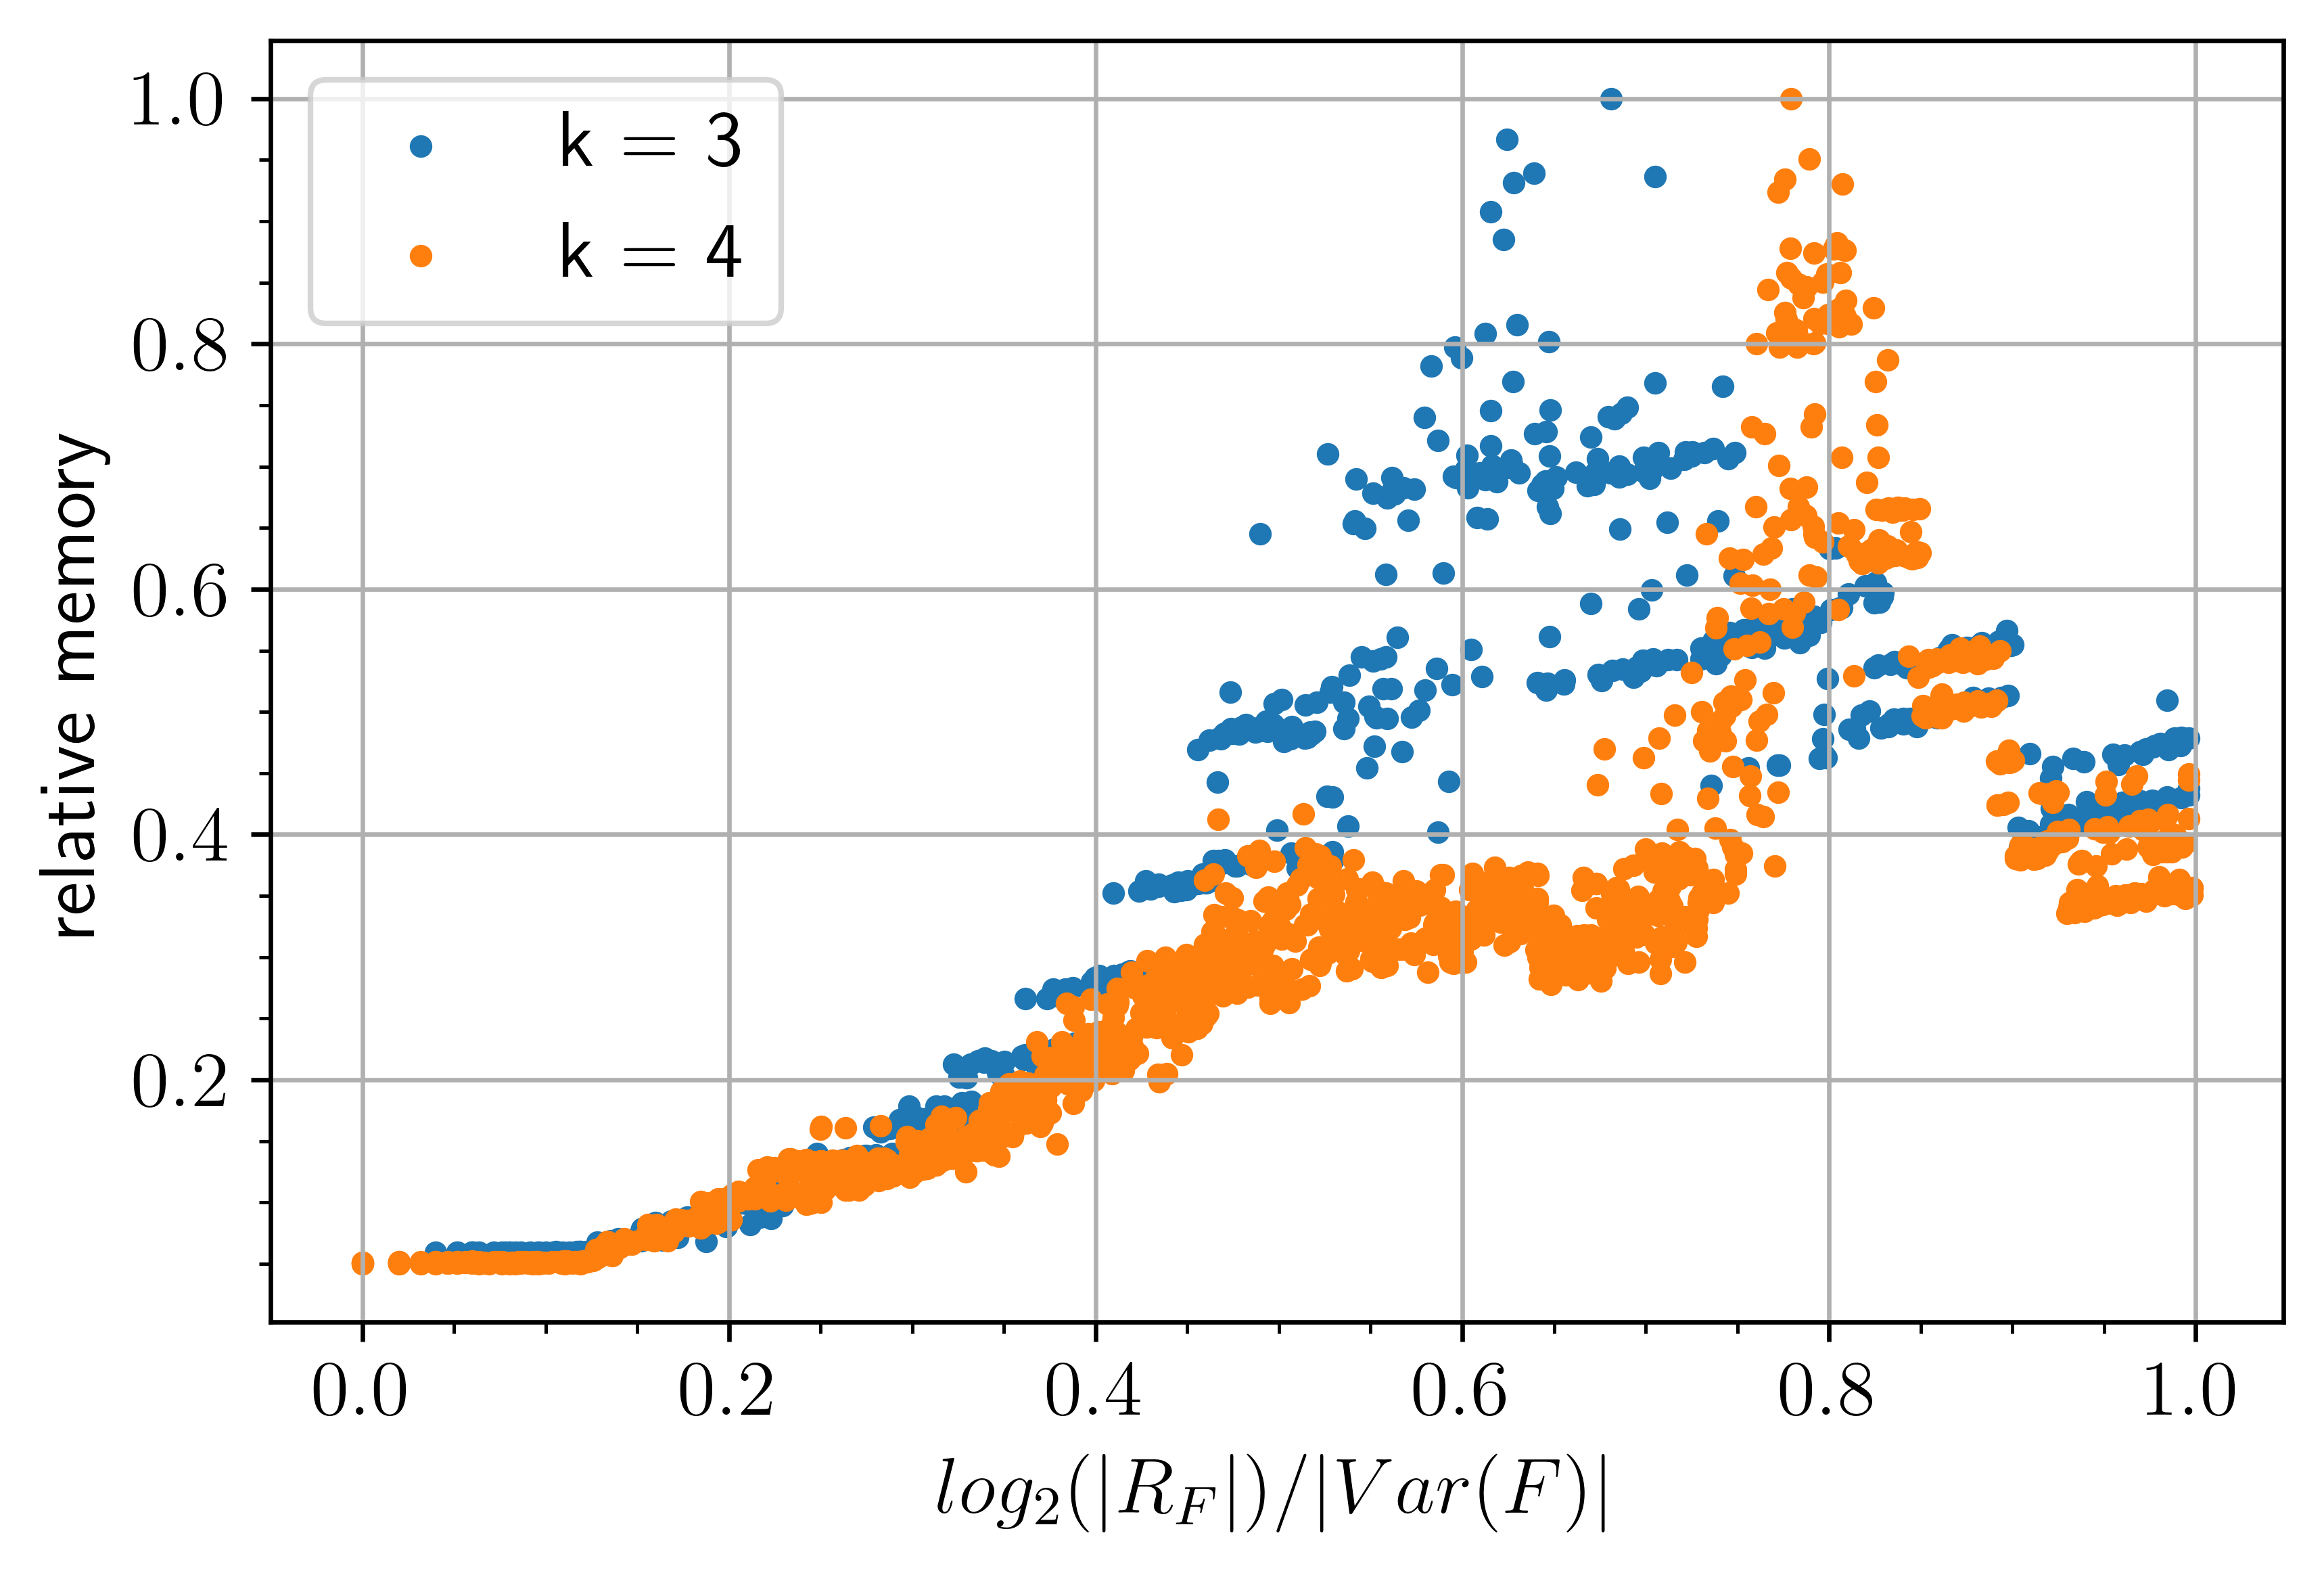 k = 3
k = 4
relative memory
1.0
0.8
0.6
0.4
0.2
0.0 0.2 0.4 0.6 0.8 1.0
log₂(|R_F|)/|Var(F)|